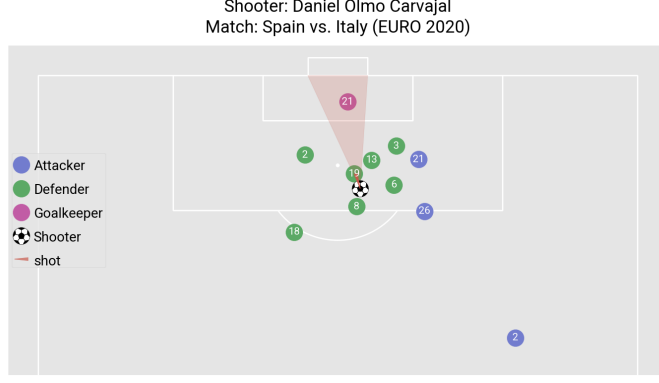 Shooter: Daniel Olmo Carvajal
Match: Spain vs. Italy (EURO 2020)
21
3
2
13
21
19
6
8
26
18
2
Attacker
Defender
Goalkeeper
Shooter
shot